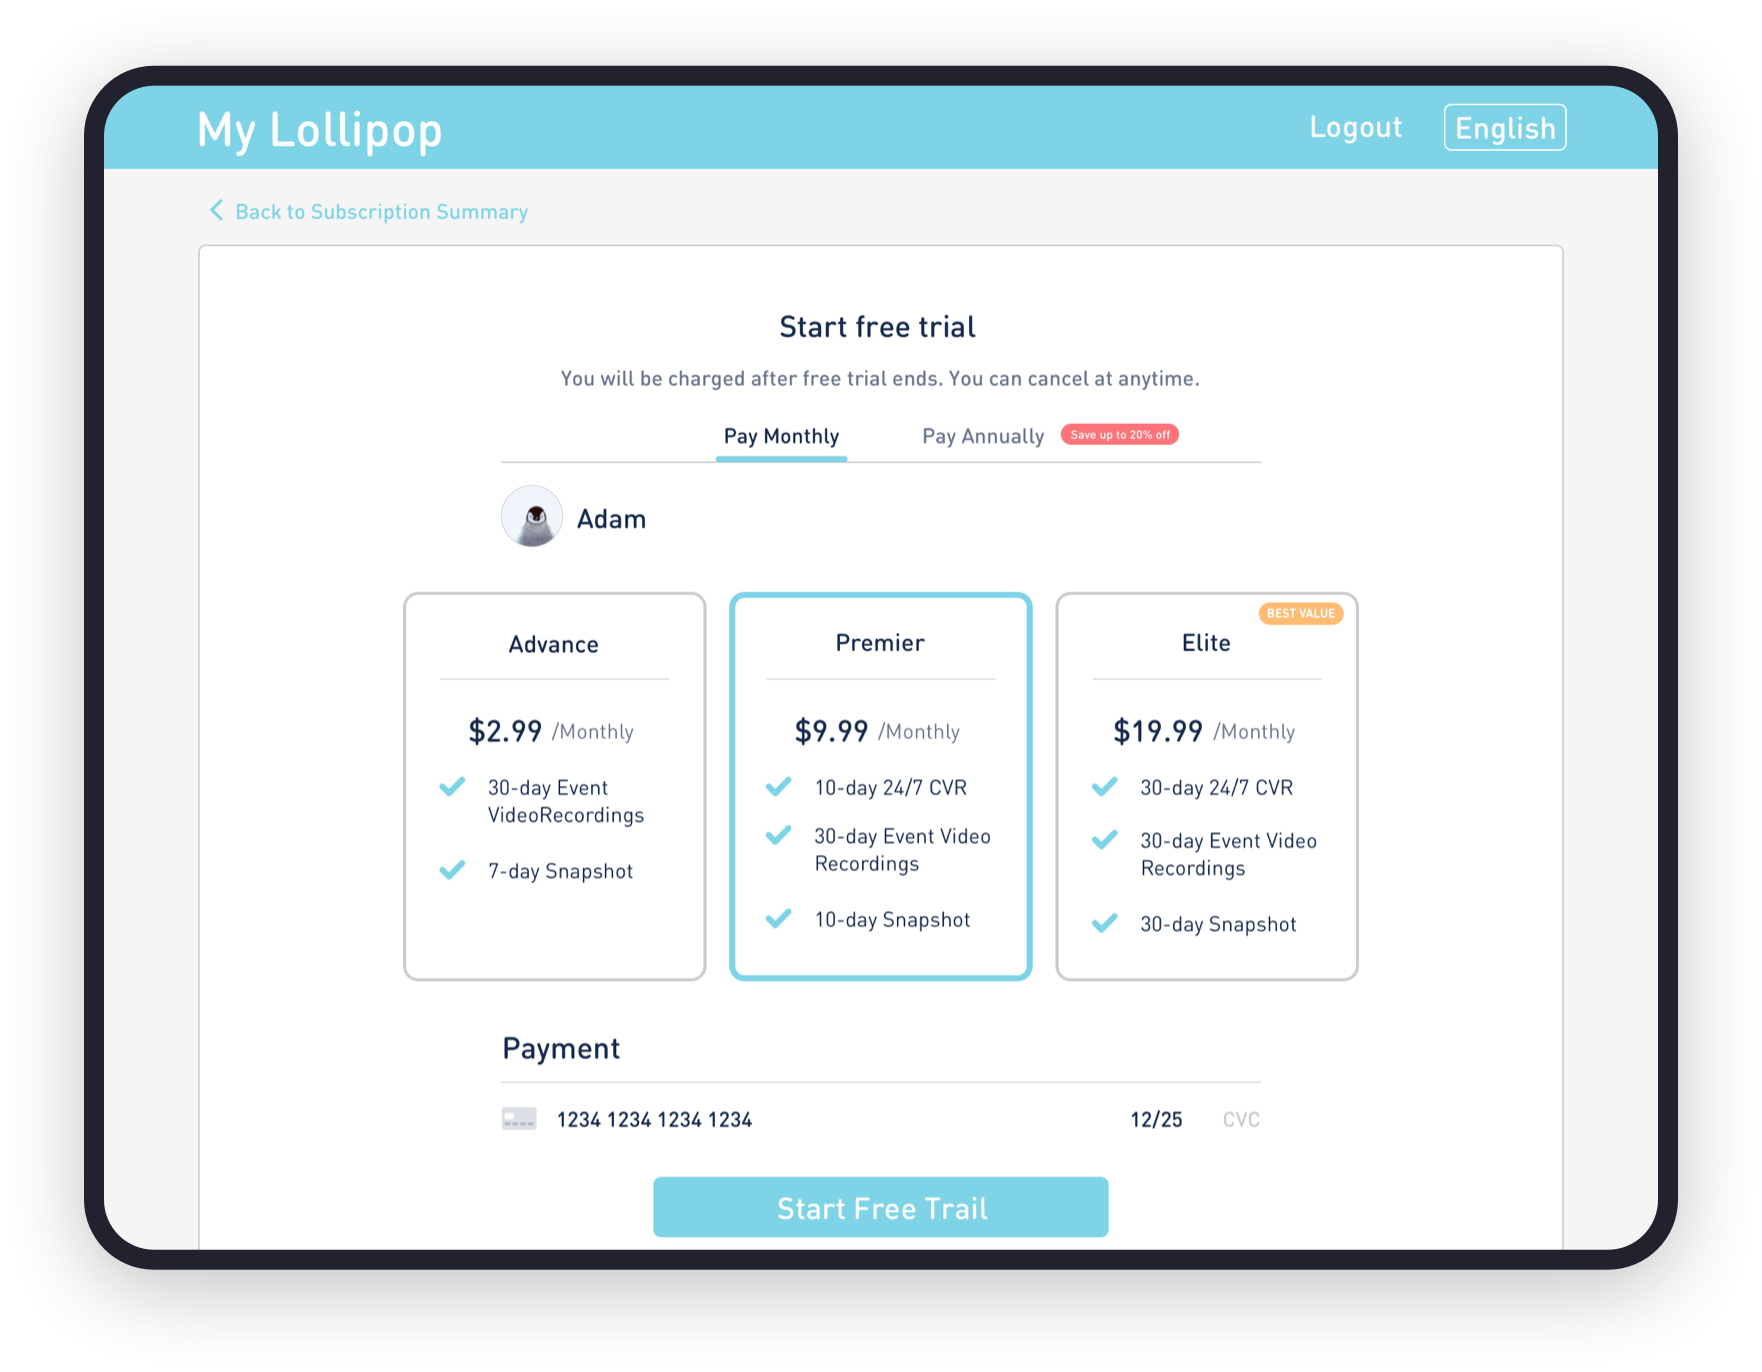 My Lollipop
Logout
English
Back to Subscription Summary
Start free trial
You will be charged after free trial ends. You can cancel at anytime.
Pay Monthly
Pay Annually
Save up to 20% off
Adam
Advance
$2.99 /Monthly
30-day Event
VideoRecordings
7-day Snapshot
Premier
$9.99 /Monthly
10-day 24/7 CVR
30-day Event Video
Recordings
10-day Snapshot
BEST VALUE
Elite
$19.99 /Monthly
30-day 24/7 CVR
30-day Event Video
Recordings
30-day Snapshot
Payment
1234 1234 1234 1234
12/25
CVC
Start Free Trail